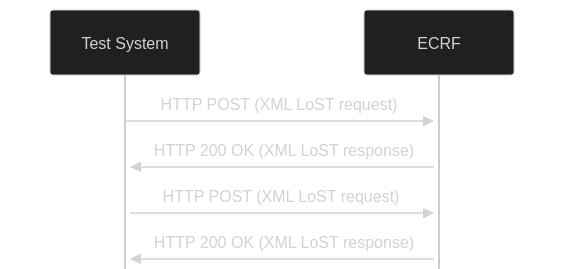 Test System
ECRF
HTTP POST (XML LoST request)
HTTP 200 OK (XML LoST response)
HTTP POST (XML LoST request)
HTTP 200 OK (XML LoST response)